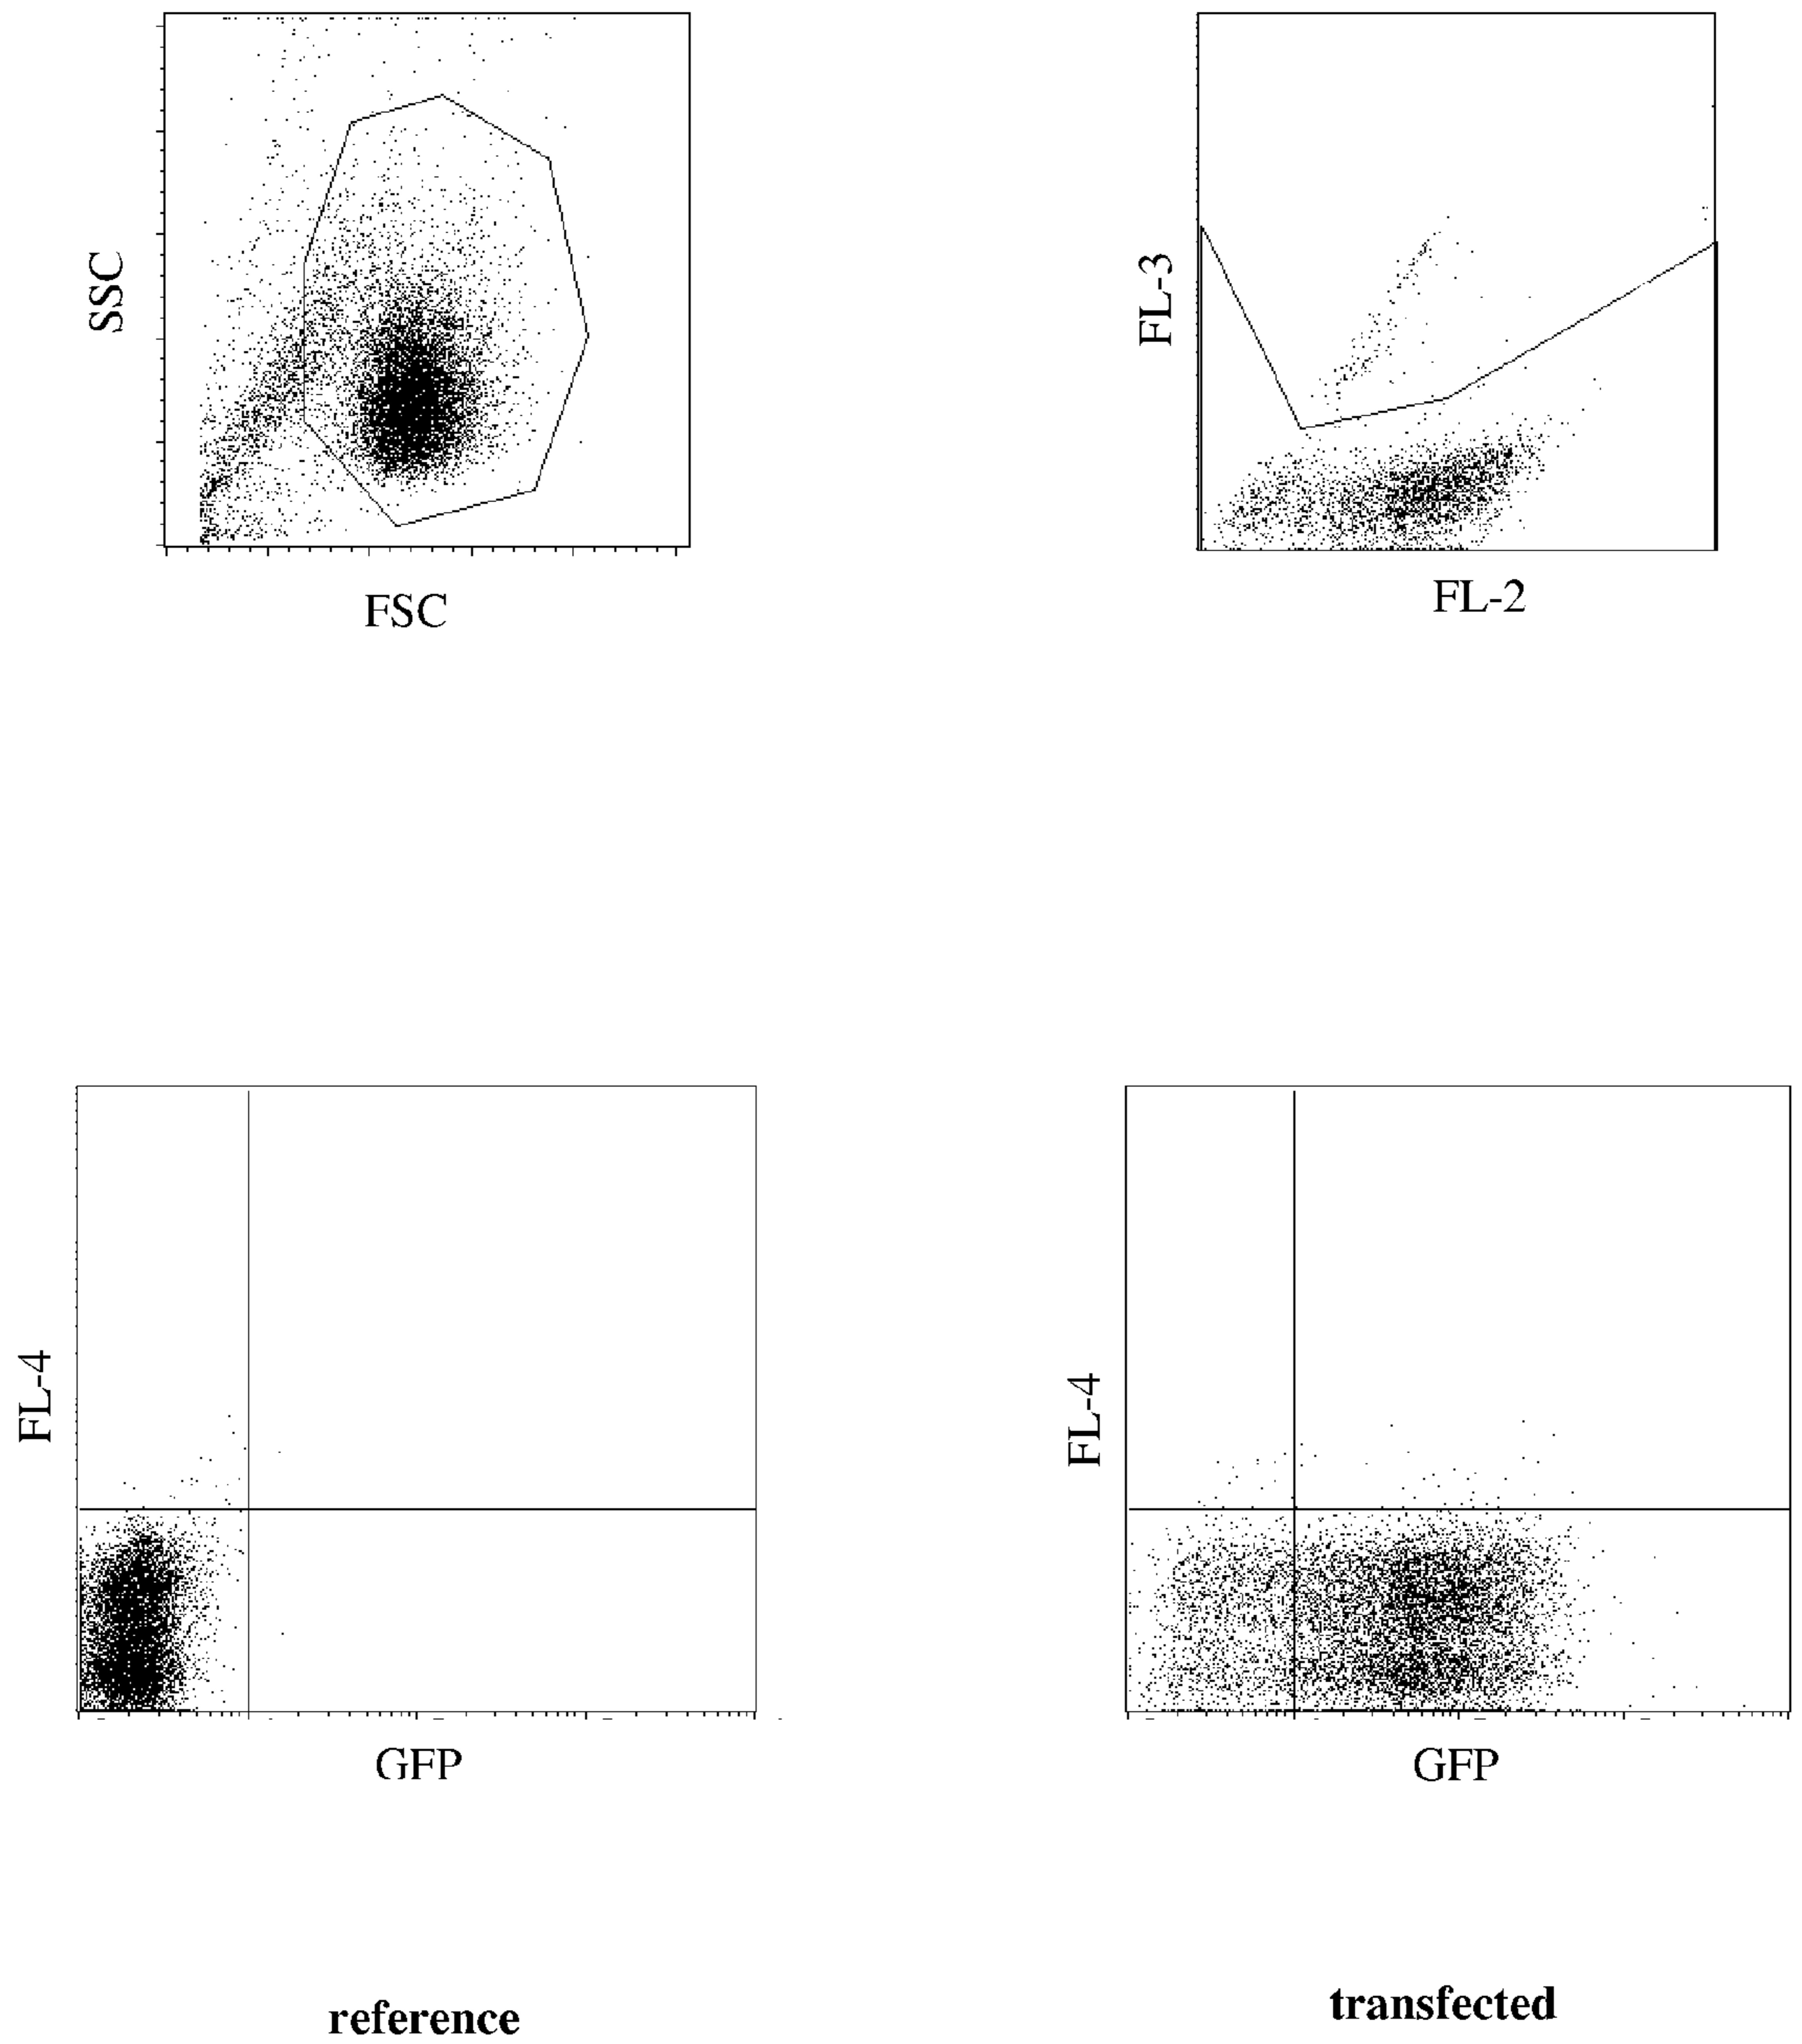 SSC
FSC
FL-3
FL-2
FL-4
GFP
reference
FL-4
GFP
transfected